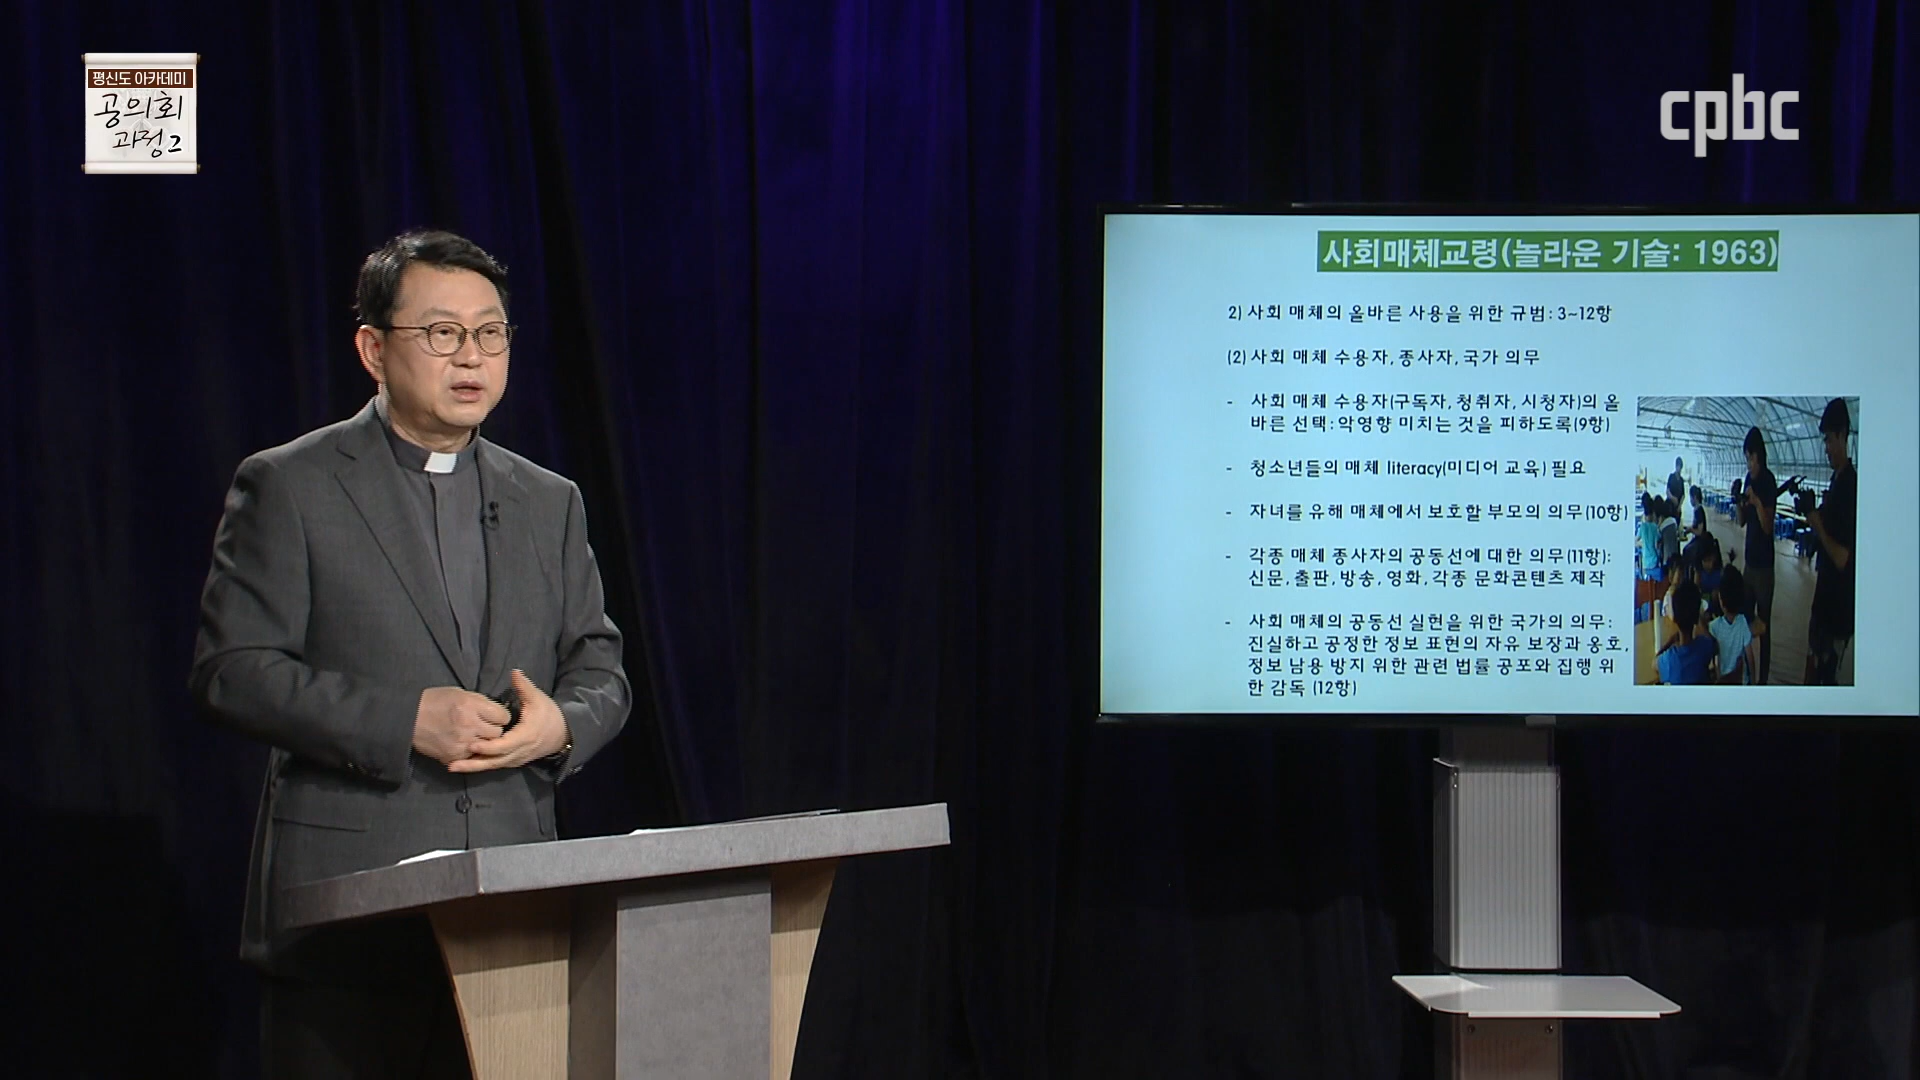 평신도 아카데미
공의회
과정2
cpbc
사회매체교령(놀라운 기술: 1963)
2) 사회 매체의 올바른 사용을 위한 규범: 3~12항
(2) 사회 매체 수용자, 종사자, 국가 의무
- 사회 매체 수용자(구독자, 청취자, 시청자)의 올
바른 선택: 악영향 미치는 것을 피하도록(9항)
- 청소년들의 매체 literacy(미디어 교육) 필요
- 자녀를 유해 매체에서 보호할 부모의 의무(10항)
- 각종 매체 종사자의 공동선에 대한 의무(11항):
신문, 출판, 방송, 영화, 각종 문화콘텐츠 제작
- 사회 매체의 공동선 실현을 위한 국가의 의무:
진실하고 공정한 정보 표현의 자유 보장과 옹호,
정보 남용 방지 위한 관련 법률 공포와 집행 위
한 감독 (12항)